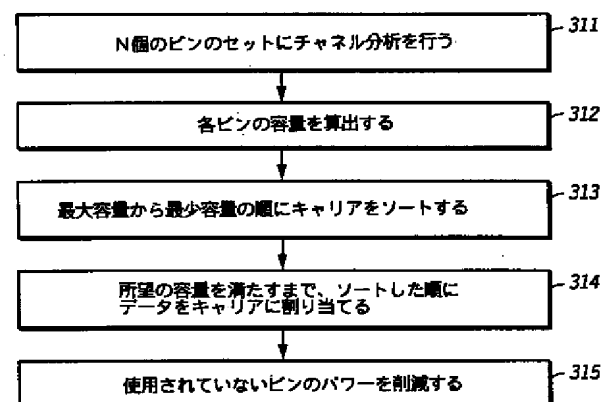 N個のビンのセットにチャネル分析を行う
311
各ビンの容量を算出する
312
最大容量から最少容量の順にキャリアをソートする
313
所望の容量を満たすまで、ソートした順に
データをキャリアに割り当てる
314
使用されていないビンのパワーを削減する
315